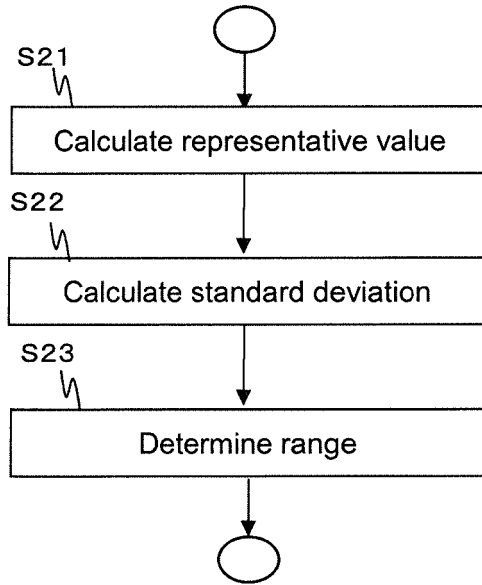 S21
Calculate representative value
S22
Calculate standard deviation
S23
Determine range